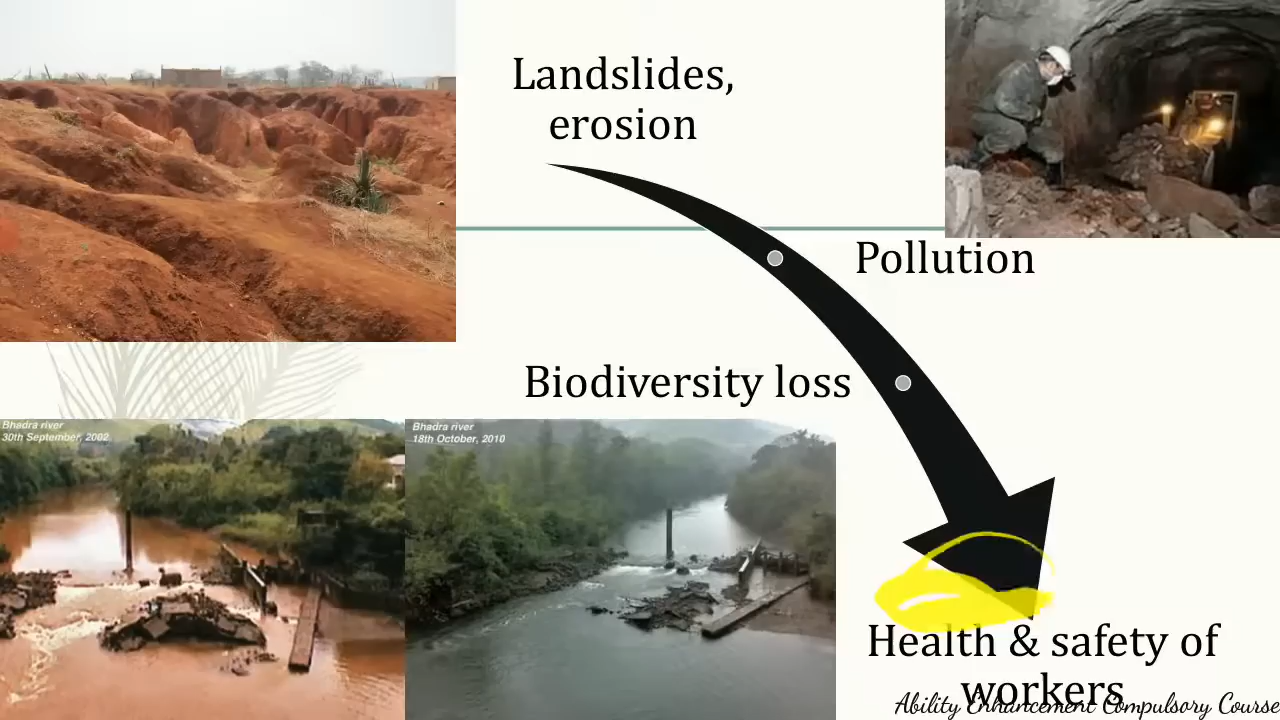 Landslides,
erosion
Pollution
Biodiversity loss
Bhadra river
30th September, 2002
Bhadra river
18th October, 2010
Health & safety of
workers
Ability Enhancement Compulsory Course